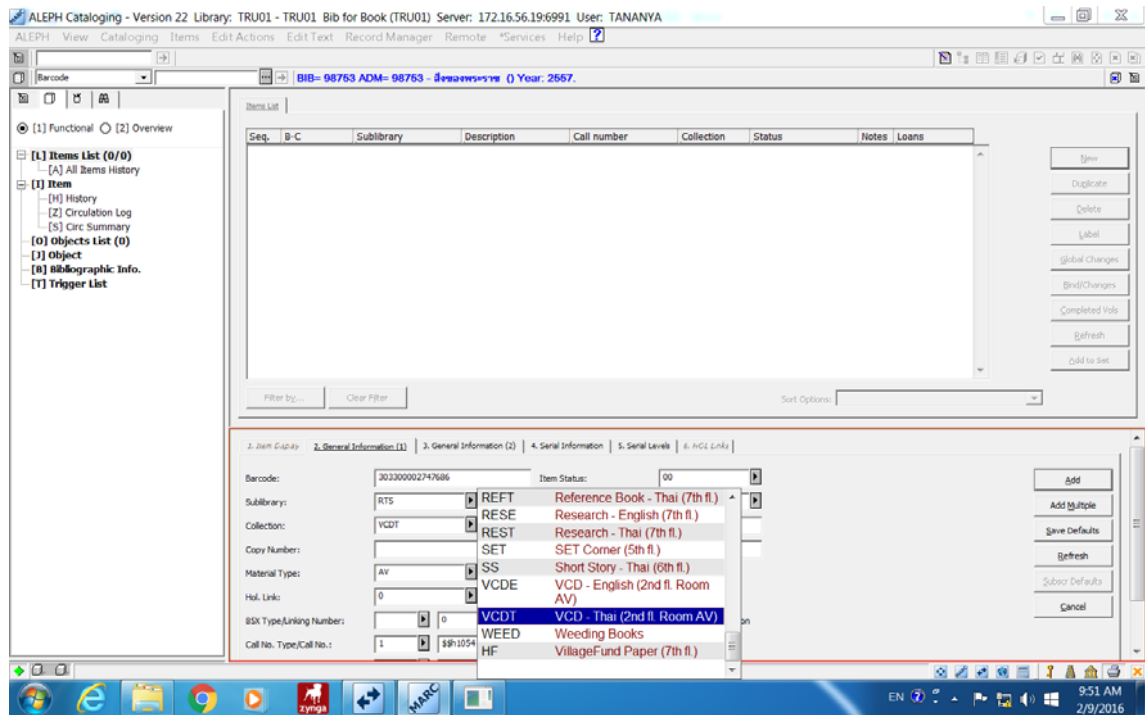 ALEPH Cataloging - Version 22 Library: TRU01 - TRU01 Bib for Book (TRU01) Server: 172.16.56.19:6991 User: TANANYA
ALEPH View Cataloging Items Edit Actions Edit Text Record Manager Remote *Services Help ?
Barcode
BIB= 98753 ADM= 98753 - สิ่งของพระราช () Year: 2557.
[1] Functional [2] Overview
[L] Items List (0/0)
[A] All Items History
[I] Item
[H] History
[Z] Circulation Log
[S] Circ Summary
[O] Objects List (0)
[J] Object
[B] Bibliographic Info.
[T] Trigger List
Items List
Seq. B-C Sublibrary Description Call number Collection Status Notes Loans
New
Duplicate
Delete
Label
Global Changes
Bind/Changes
Completed Vols
Refresh
Add to Set
Filter by... Clear Filter Sort Options:
1. Item Display 2. General Information (1) 3. General Information (2) 4. Serial Information 5. Serial Levels 6. HOL Links
Barcode: 303300002747686 Item Status: 00
Sublibrary: RTS
Collection: VCDT
Copy Number:
Material Type: AV
Hol. Link: 0
BSX Type/Linking Number: 0
Call No. Type/Call No.: 1 $$h1054
REFT Reference Book - Thai (7th fl.)
RESE Research - English (7th fl.)
REST Research - Thai (7th fl.)
SET SET Corner (5th fl.)
SS Short Story - Thai (6th fl.)
VCDE VCD - English (2nd fl. Room AV)
VCDT VCD - Thai (2nd fl. Room AV)
WEED Weeding Books
HF VillageFund Paper (7th fl.)
Add
Add Multiple
Save Defaults
Refresh
Subscr Defaults
Cancel
zynga
MARC
EN
9:51 AM
2/9/2016